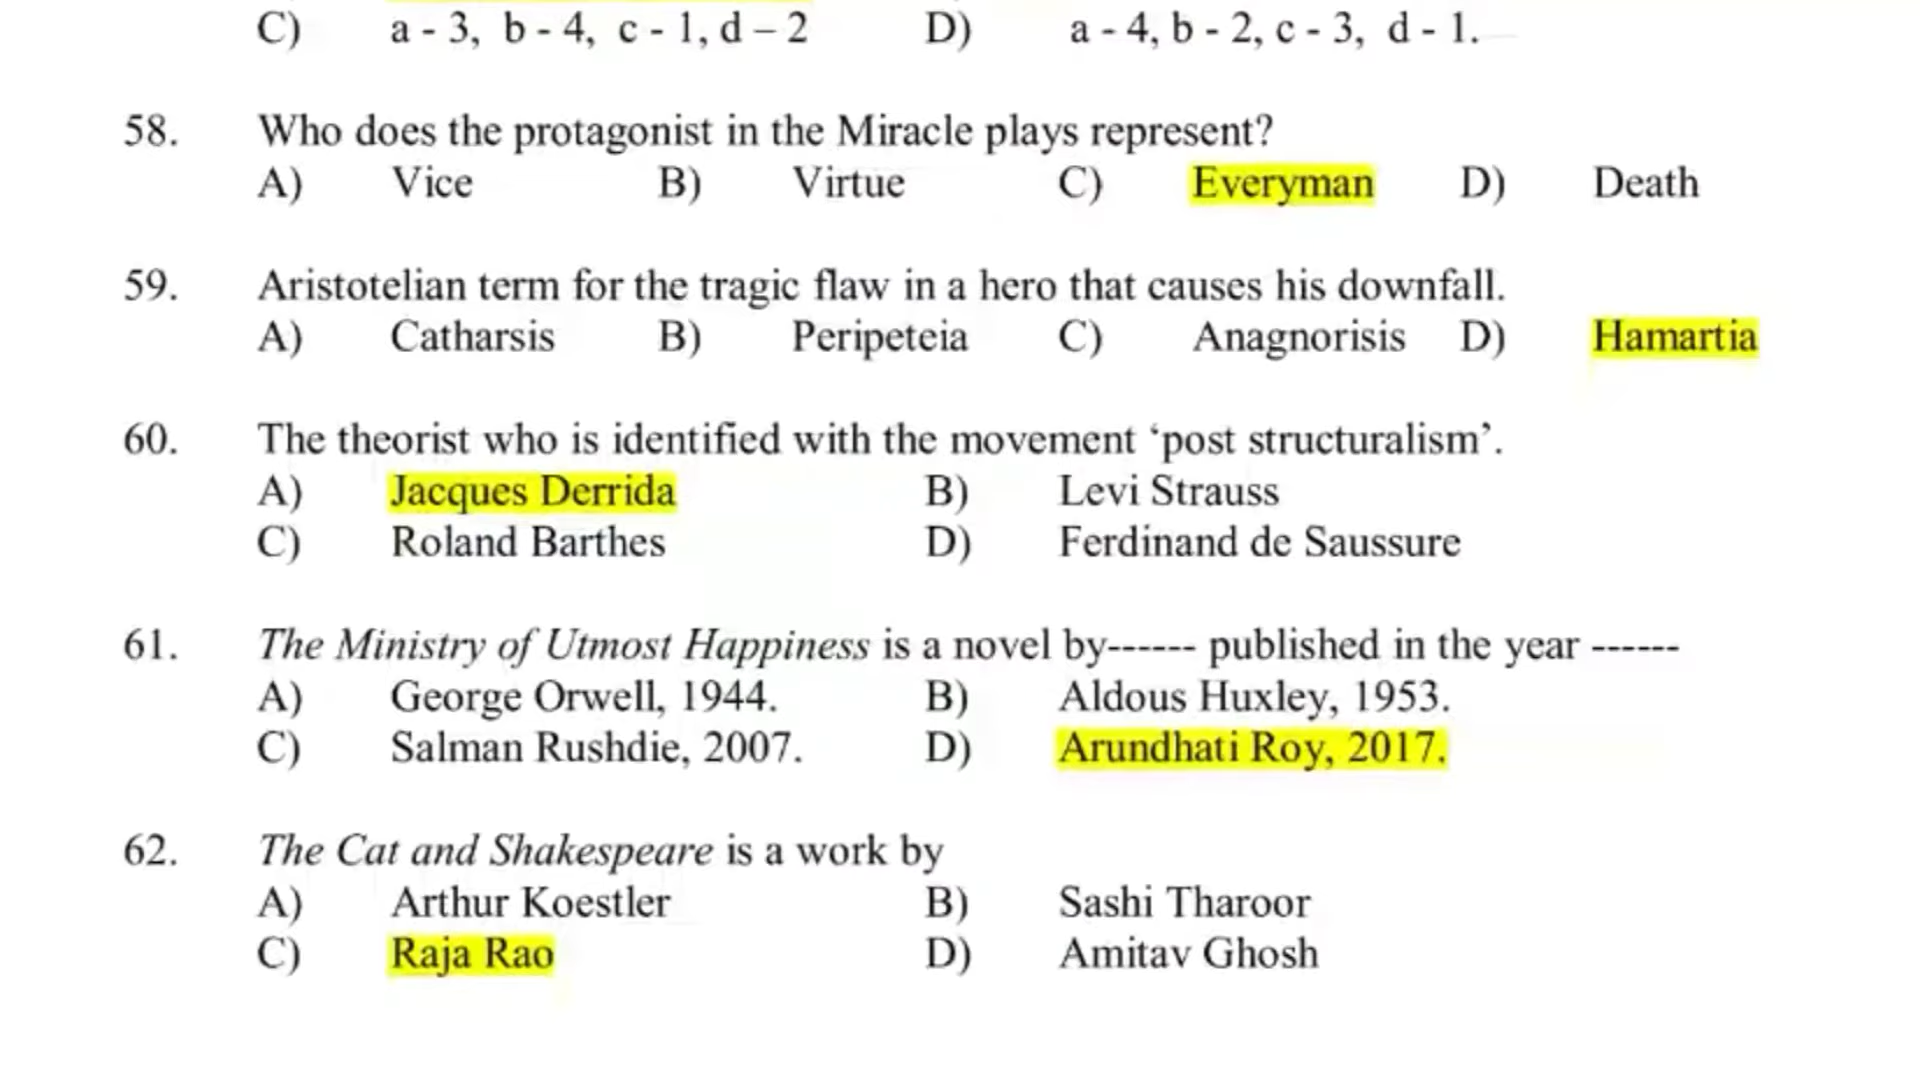 C) a - 3, b - 4, c - 1, d – 2 D) a - 4, b - 2, c - 3, d - 1.
58. Who does the protagonist in the Miracle plays represent?
A) Vice B) Virtue C) Everyman D) Death
59. Aristotelian term for the tragic flaw in a hero that causes his downfall.
A) Catharsis B) Peripeteia C) Anagnorisis D) Hamartia
60. The theorist who is identified with the movement ‘post structuralism’.
A) Jacques Derrida B) Levi Strauss
C) Roland Barthes D) Ferdinand de Saussure
61. The Ministry of Utmost Happiness is a novel by------ published in the year ------
A) George Orwell, 1944. B) Aldous Huxley, 1953.
C) Salman Rushdie, 2007. D) Arundhati Roy, 2017.
62. The Cat and Shakespeare is a work by
A) Arthur Koestler B) Sashi Tharoor
C) Raja Rao D) Amitav Ghosh